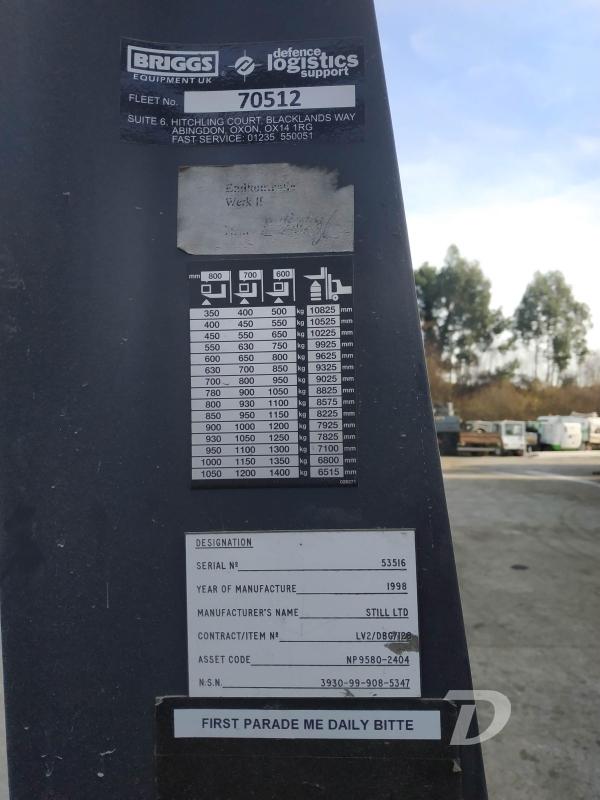 BRIGGS
EQUIPMENT UK
defence
logistics
support
FLEET No. 70512
SUITE 6, HITCHLING COURT, BLACKLANDS WAY
ABINGDON, OXON, OX14 1RG
FAST SERVICE: 01235 550051
Endkontrolle
Werk II
mm 800 700 600
350 400 500 kg 10825 mm
400 450 550 kg 10525 mm
450 550 650 kg 10225 mm
550 630 750 kg 9925 mm
600 650 800 kg 9625 mm
630 700 850 kg 9325 mm
700 800 950 kg 9025 mm
780 900 1050 kg 8825 mm
800 930 1100 kg 8575 mm
850 950 1150 kg 8225 mm
900 1000 1200 kg 7925 mm
930 1050 1250 kg 7825 mm
950 1100 1300 kg 7100 mm
1000 1150 1350 kg 6800 mm
1050 1200 1400 kg 6515 mm
DESIGNATION
SERIAL Nº 53516
YEAR OF MANUFACTURE 1998
MANUFACTURER'S NAME STILL LTD
CONTRACT/ITEM Nº LV2/DBG/128
ASSET CODE NP9580-2404
N.S.N. 3930-99-908-5347
FIRST PARADE ME DAILY BITTE
D